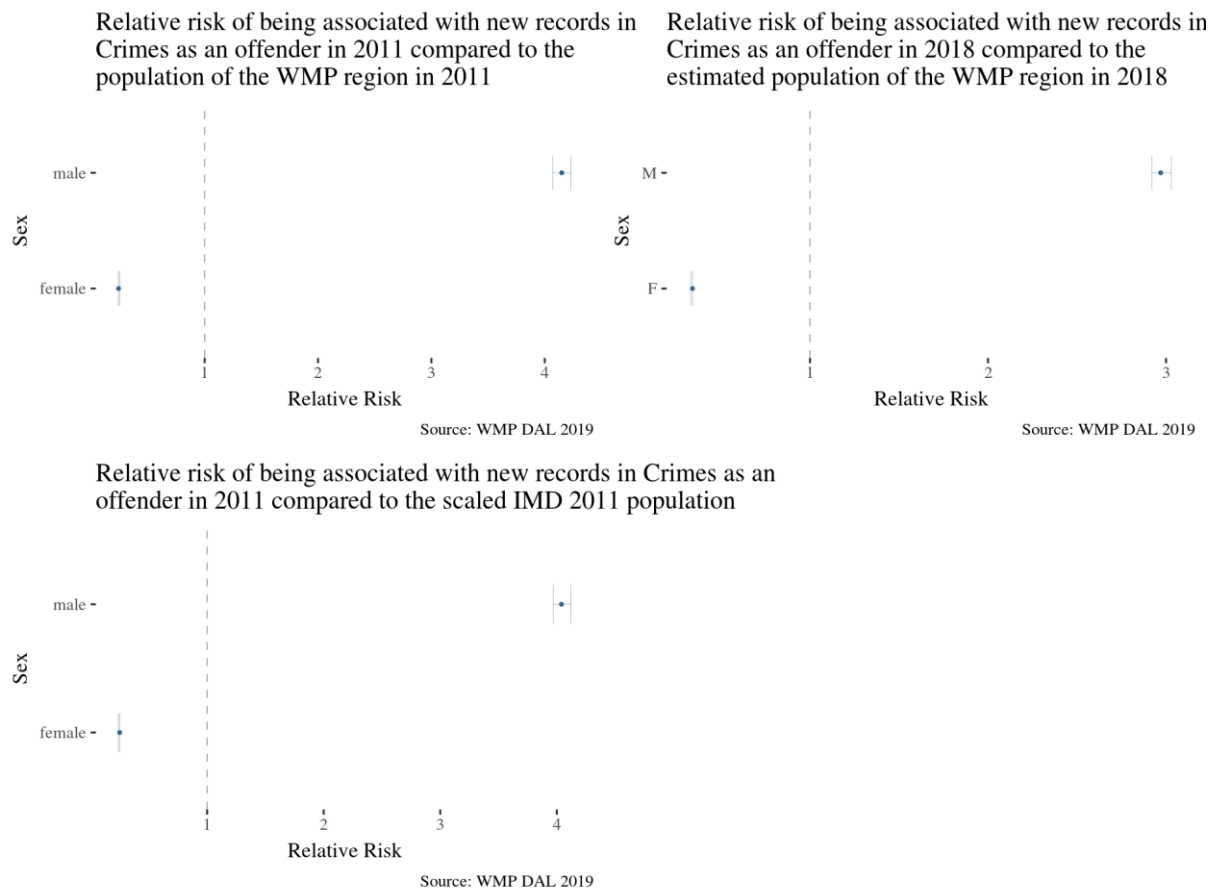 Relative risk of being associated with new records in
Crimes as an offender in 2011 compared to the
population of the WMP region in 2011
male
female
Sex
1 2 3 4
Relative Risk
Source: WMP DAL 2019
Relative risk of being associated with new records in
Crimes as an offender in 2018 compared to the
estimated population of the WMP region in 2018
M
F
Sex
1 2 3
Relative Risk
Source: WMP DAL 2019
Relative risk of being associated with new records in Crimes as an
offender in 2011 compared to the scaled IMD 2011 population
male
female
Sex
1 2 3 4
Relative Risk
Source: WMP DAL 2019